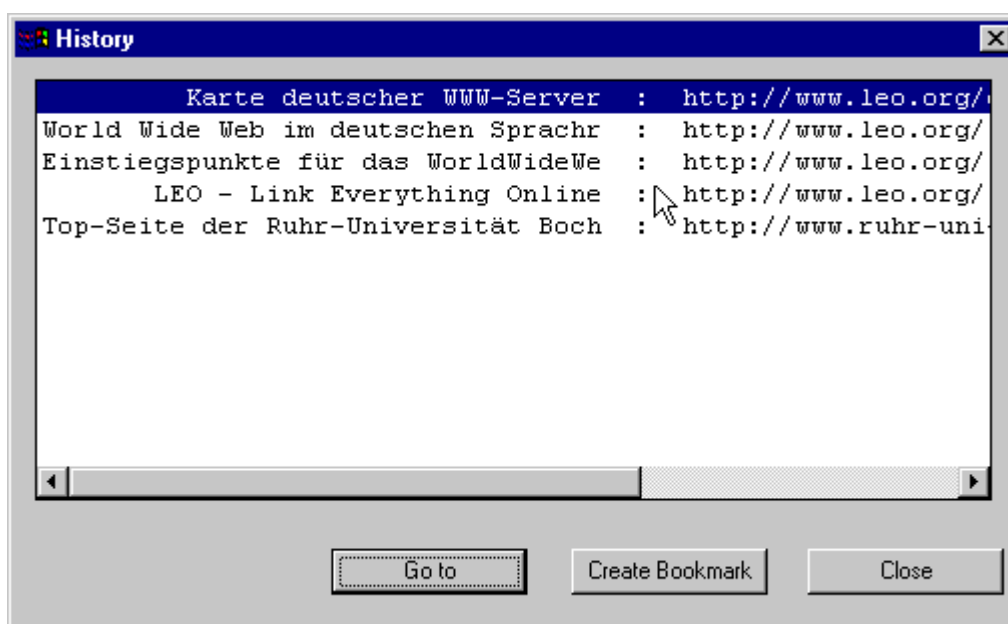 History
Karte deutscher WWW-Server : http://www.leo.org/
World Wide Web im deutschen Sprachr : http://www.leo.org/
Einstiegspunkte für das WorldWideWe : http://www.leo.org/
LEO - Link Everything Online : http://www.leo.org/
Top-Seite der Ruhr-Universität Boch : http://www.ruhr-uni-
Go to Create Bookmark Close